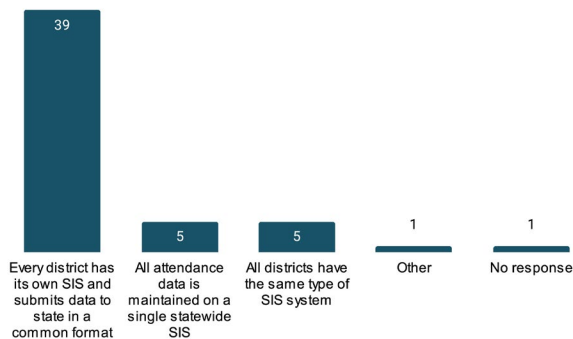 39
5
5
1
1
Every district has
its own SIS and
submits data to
state in a
common format
All attendance
data is
maintained on a
single statewide
SIS
All districts have
the same type of
SIS system
Other
No response